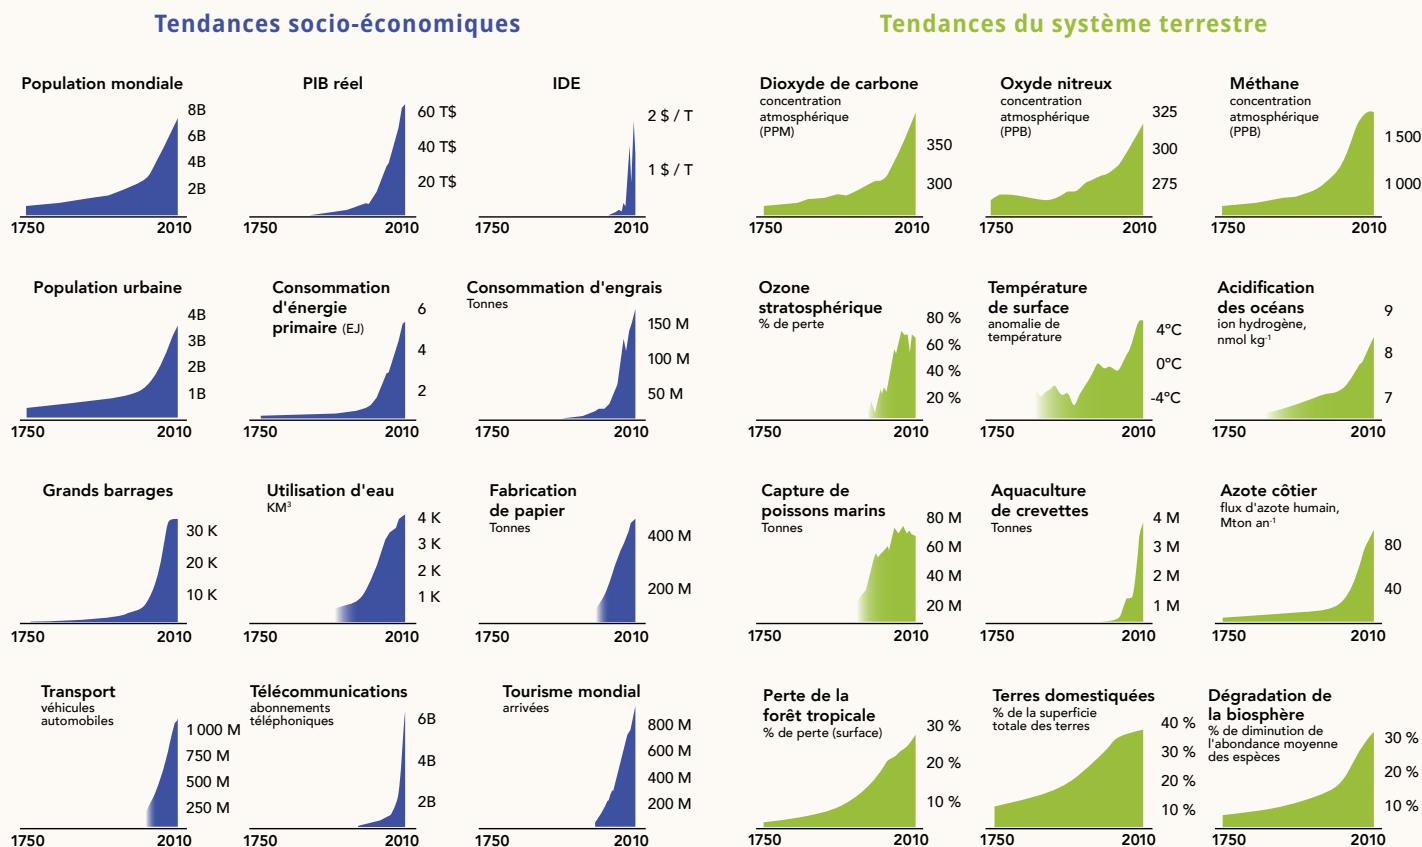 Tendances socio-économiques
Population mondiale
8B
6B
4B
2B
1750
2010
PIB réel
60 T$
40 T$
20 T$
1750
2010
IDE
2 $ / T
1 $ / T
1750
2010
Population urbaine
4B
3B
2B
1B
1750
2010
Consommation
d'énergie
primaire (EJ)
6
4
2
1750
2010
Consommation d'engrais
Tonnes
150 M
100 M
50 M
1750
2010
Grands barrages
30 K
20 K
10 K
1750
2010
Utilisation d'eau
KM³
4 K
3 K
2 K
1 K
1750
2010
Fabrication
de papier
Tonnes
400 M
200 M
1750
2010
Transport
véhicules
automobiles
1 000 M
750 M
500 M
250 M
1750
2010
Télécommunications
abonnements
téléphoniques
6B
4B
2B
1750
2010
Tourisme mondial
arrivées
800 M
600 M
400 M
200 M
1750
2010
Tendances du système terrestre
Dioxyde de carbone
concentration
atmosphérique
(PPM)
350
300
1750
2010
Oxyde nitreux
concentration
atmosphérique
(PPB)
325
300
275
1750
2010
Méthane
concentration
atmosphérique
(PPB)
1 500
1 000
1750
2010
Ozone
stratosphérique
% de perte
80 %
60 %
40 %
20 %
1750
2010
Température
de surface
anomalie de
température
4°C
0°C
-4°C
1750
2010
Acidification
des océans
ion hydrogène,
nmol kg⁻¹
9
8
7
1750
2010
Capture de
poissons marins
Tonnes
80 M
60 M
40 M
20 M
1750
2010
Aquaculture
de crevettes
Tonnes
4 M
3 M
2 M
1 M
1750
2010
Azote côtier
flux d'azote humain,
Mton an⁻¹
80
40
1750
2010
Perte de la
forêt tropicale
% de perte (surface)
30 %
20 %
10 %
1750
2010
Terres domestiquées
% de la superficie
totale des terres
40 %
30 %
20 %
10 %
1750
2010
Dégradation de
la biosphère
% de diminution de
l'abondance moyenne
des espèces
30 %
20 %
10 %
1750
2010